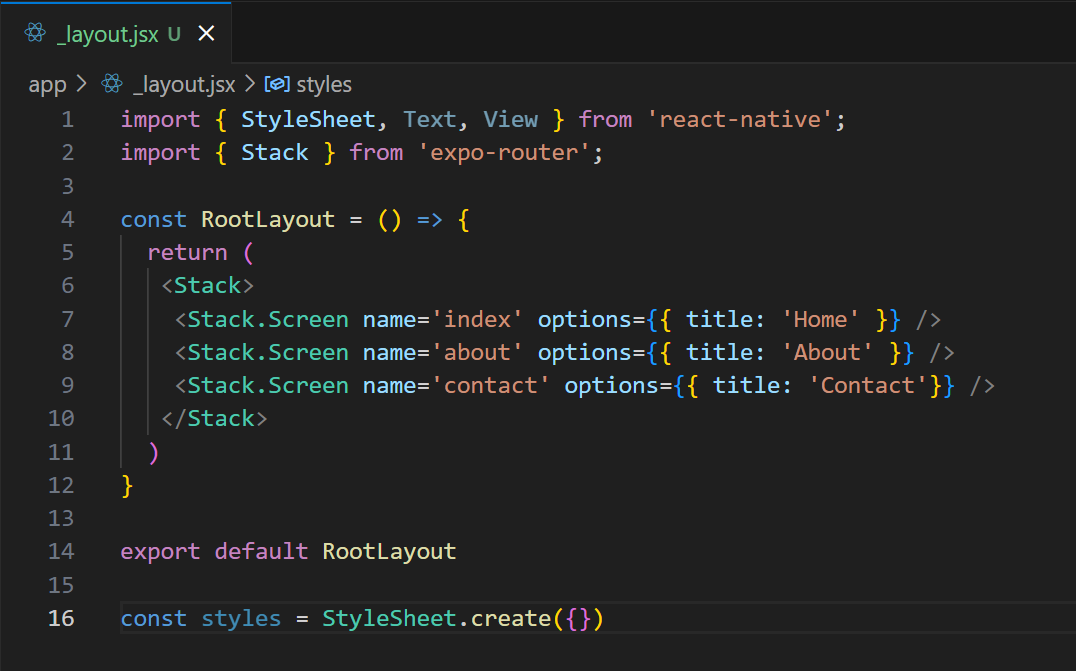 _layout.jsx U ×
app > _layout.jsx > styles
1 import { StyleSheet, Text, View } from 'react-native';
2 import { Stack } from 'expo-router';
3
4 const RootLayout = () => {
5   return (
6    <Stack>
7     <Stack.Screen name='index' options={{ title: 'Home' }} />
8     <Stack.Screen name='about' options={{ title: 'About' }} />
9     <Stack.Screen name='contact' options={{ title: 'Contact'}} />
10    </Stack>
11   )
12 }
13
14 export default RootLayout
15
16 const styles = StyleSheet.create({})